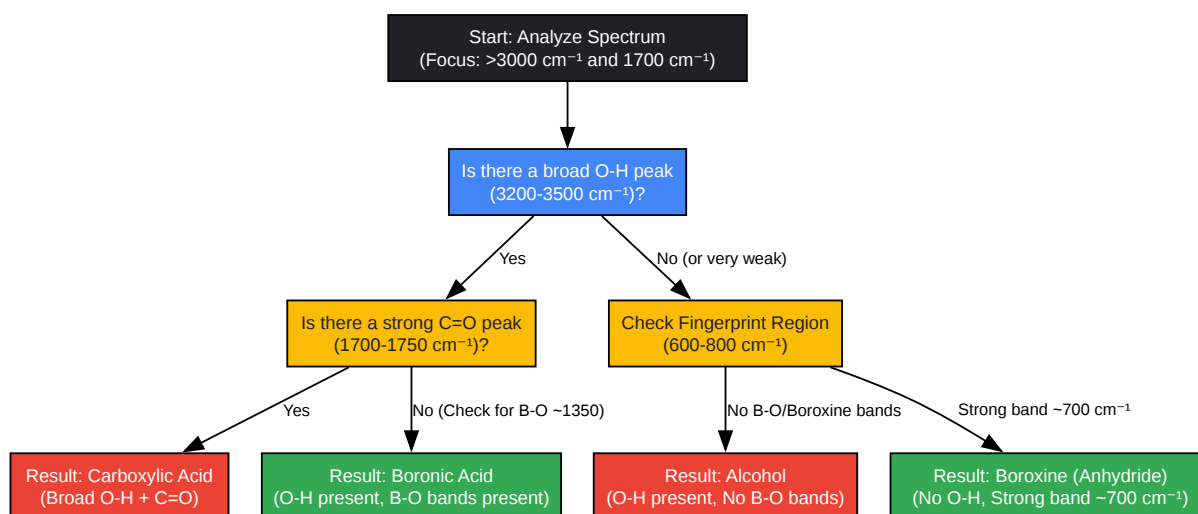 Start: Analyze Spectrum
(Focus: >3000 cm⁻¹ and 1700 cm⁻¹)
Is there a broad O-H peak
(3200-3500 cm⁻¹)?
Yes
No (or very weak)
Is there a strong C=O peak
(1700-1750 cm⁻¹)?
Check Fingerprint Region
(600-800 cm⁻¹)
Yes
No (Check for B-O ~1350)
No B-O/Boroxine bands
Strong band ~700 cm⁻¹
Result: Carboxylic Acid
(Broad O-H + C=O)
Result: Boronic Acid
(O-H present, B-O bands present)
Result: Alcohol
(O-H present, No B-O bands)
Result: Boroxine (Anhydride)
(No O-H, Strong band ~700 cm⁻¹)